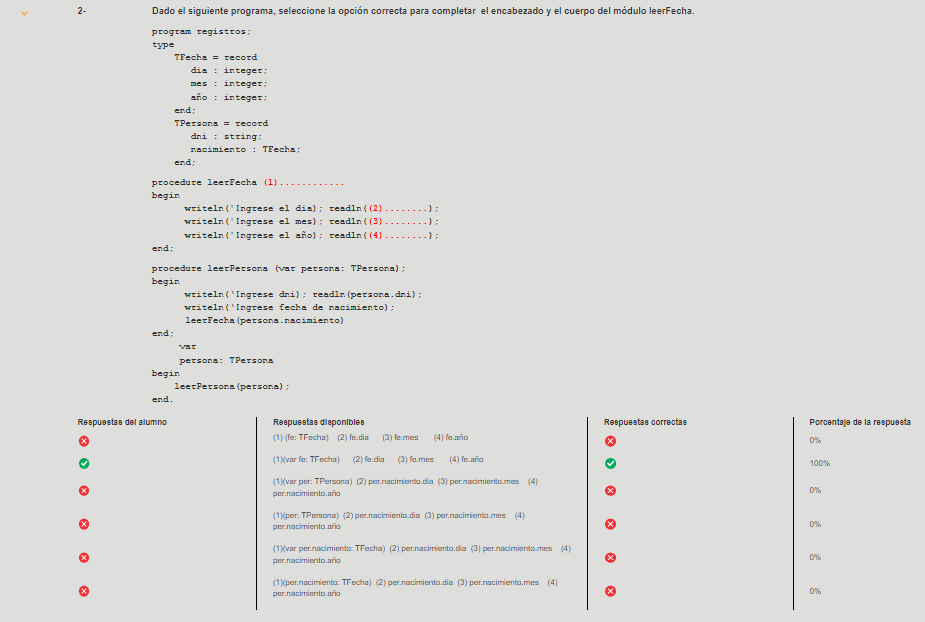 2- Dado el siguiente programa, seleccione la opción correcta para completar el encabezado y el cuerpo del módulo leerFecha.
program registros;
type
TFecha = record
dia : integer;
mes : integer;
año : integer;
end;
TPersona = record
dni : string;
nacimiento : TFecha;
end;
procedure leerFecha (1)............
begin
writeln('Ingrese el dia); readln((2)........);
writeln('Ingrese el mes); readln((3)........);
writeln('Ingrese el año); readln((4)........);
end;
procedure leerPersona (var persona: TPersona);
begin
writeln('Ingrese dni); readln(persona.dni);
writeln('Ingrese fecha de nacimiento);
leerFecha(persona.nacimiento)
end;
var
persona: TPersona
begin
leerPersona(persona);
end.
Respuestas del alumno Respuestas disponibles Respuestas correctas Porcentaje de la respuesta
(1) (fe: TFecha) (2) fe.dia (3) fe.mes (4) fe.año 0%
(1)(var fe: TFecha) (2) fe.dia (3) fe.mes (4) fe.año 100%
(1)(var per: TPersona) (2) per.nacimiento.dia (3) per.nacimiento.mes (4)
per.nacimiento.año 0%
(1)(per: TPersona) (2) per.nacimiento.dia (3) per.nacimiento.mes (4)
per.nacimiento.año 0%
(1)(var per.nacimiento: TFecha) (2) per.nacimiento.dia (3) per.nacimiento.mes (4)
per.nacimiento.año 0%
(1)(per.nacimiento: TFecha) (2) per.nacimiento.dia (3) per.nacimiento.mes (4)
per.nacimiento.año 0%